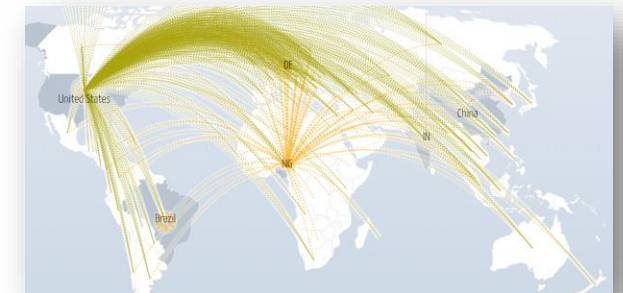 DE
United States
China
IN
NG
Brazil